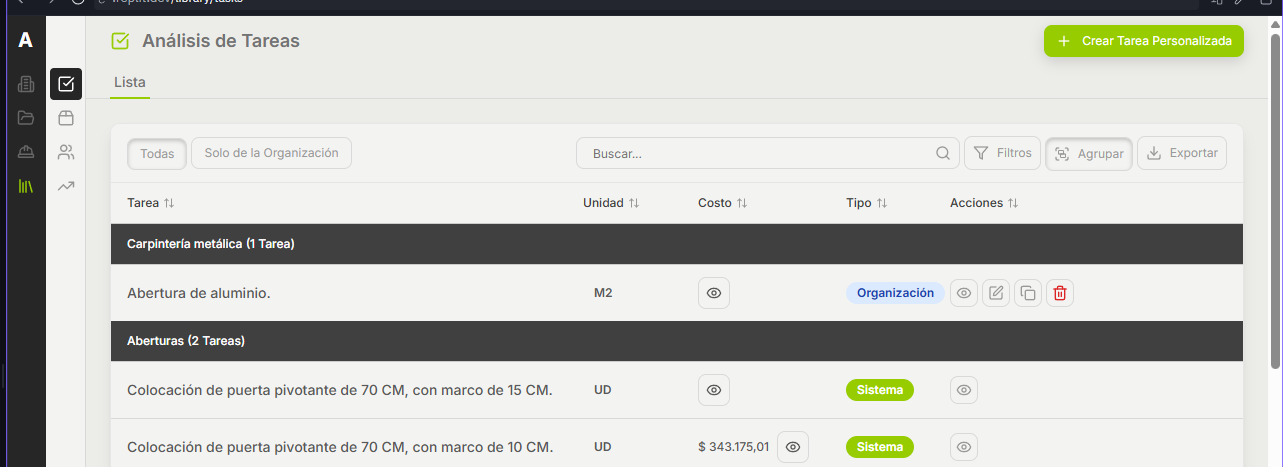 A
Análisis de Tareas
+ Crear Tarea Personalizada
Lista
Todas Solo de la Organización Buscar... Filtros Agrupar Exportar
Tarea Unidad Costo Tipo Acciones
Carpintería metálica (1 Tarea)
Abertura de aluminio. M2 Organización
Aberturas (2 Tareas)
Colocación de puerta pivotante de 70 CM, con marco de 15 CM. UD Sistema
Colocación de puerta pivotante de 70 CM, con marco de 10 CM. UD $ 343.175,01 Sistema